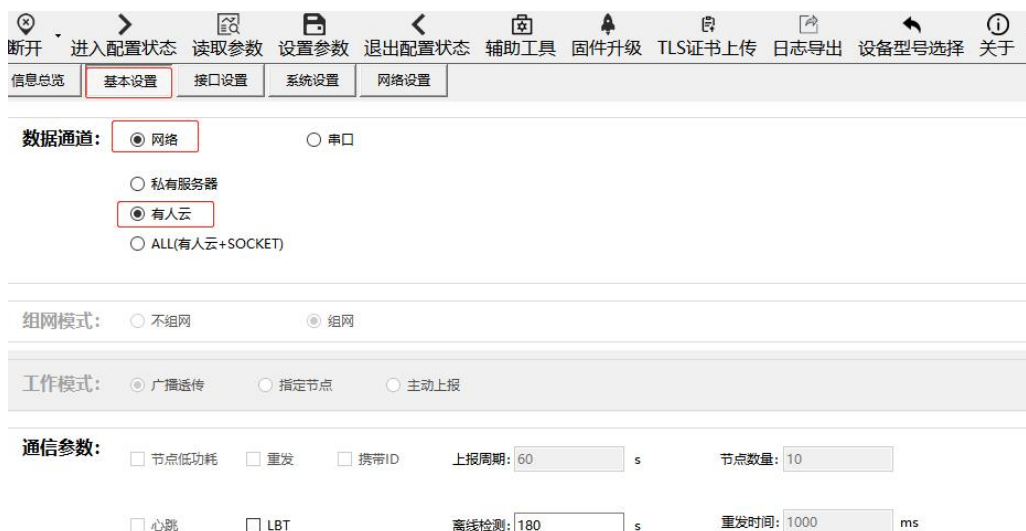 断开 进入配置状态 读取参数 设置参数 退出配置状态 辅助工具 固件升级 TLS证书上传 日志导出 设备型号选择 关于
信息总览 基本设置 接口设置 系统设置 网络设置
数据通道: 网络 串口
私有服务器
有人云
ALL(有人云+SOCKET)
组网模式: 不组网 组网
工作模式: 广播透传 指定节点 主动上报
通信参数: 节点低功耗 重发 携带ID 上报周期: 60 s 节点数量: 10
心跳 LBT 离线检测: 180 s 重发时间: 1000 ms